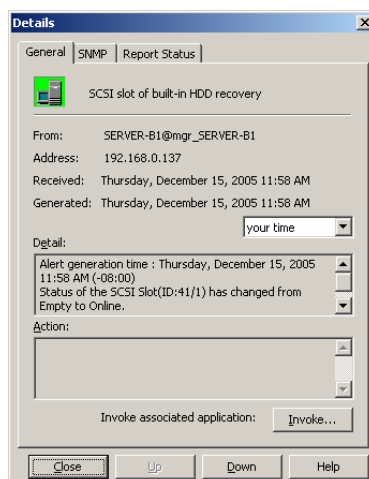 Details
General SNMP Report Status
SCSI slot of built-in HDD recovery
From: SERVER-B1@mgr_SERVER-B1
Address: 192.168.0.137
Received: Thursday, December 15, 2005 11:58 AM
Generated: Thursday, December 15, 2005 11:58 AM
your time
Detail:
Alert generation time : Thursday, December 15, 2005
11:58 AM (-08:00)
Status of the SCSI Slot(ID:41/1) has changed from
Empty to Online.
Action:
Invoke associated application: Invoke...
Close Up Down Help